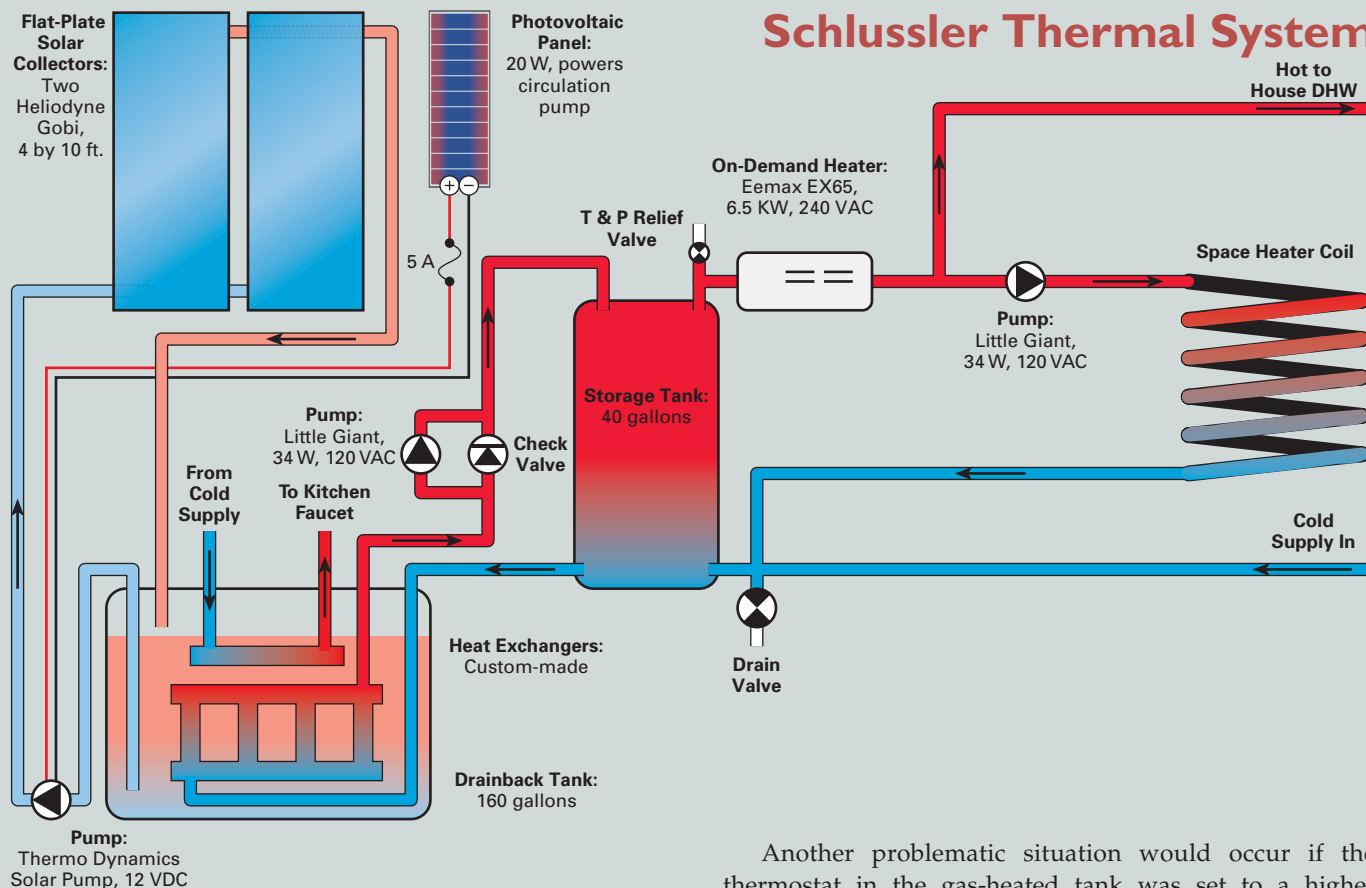 Schlussler Thermal System
Flat-Plate
Solar
Collectors:
Two
Heliodyne
Gobi,
4 by 10 ft.
Photovoltaic
Panel:
20 W, powers
circulation
pump
+ −
5 A
Hot to
House DHW
On-Demand Heater:
Eemax EX65,
6.5 KW, 240 VAC
T & P Relief
Valve
Space Heater Coil
Pump:
Little Giant,
34 W, 120 VAC
Storage Tank:
40 gallons
Pump:
Little Giant,
34 W, 120 VAC
Check
Valve
From
Cold
Supply
To Kitchen
Faucet
Cold
Supply In
Heat Exchangers:
Custom-made
Drain
Valve
Drainback Tank:
160 gallons
Pump:
Thermo Dynamics
Solar Pump, 12 VDC
Another problematic situation would occur if the
thermostat in the gas-heated tank was set to a higher